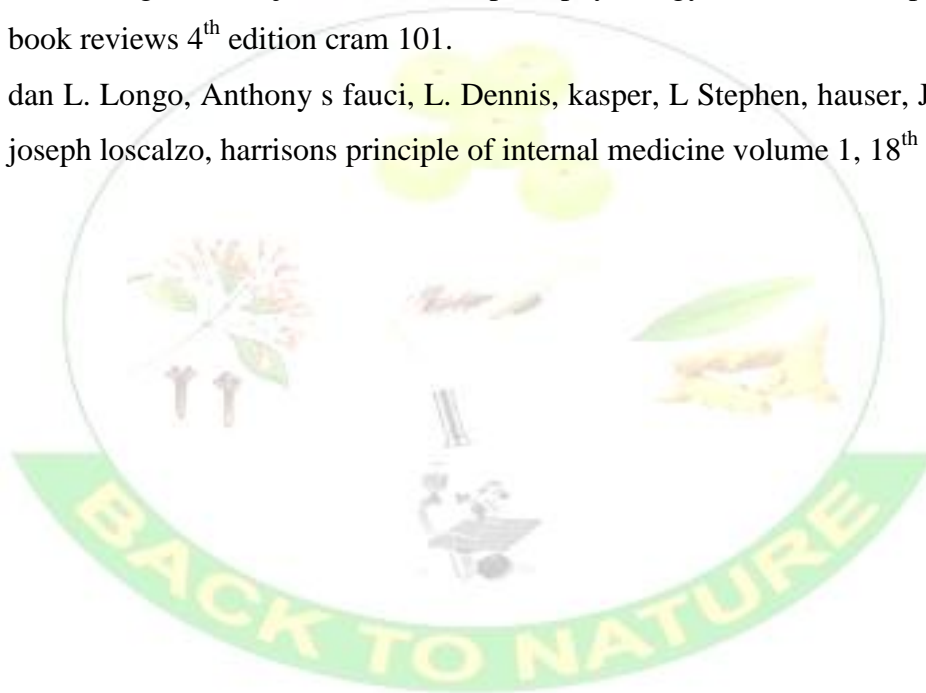 book reviews 4th edition cram 101.
dan L. Longo, Anthony s fauci, L. Dennis, kasper, L Stephen, hauser, J
joseph loscalzo, harrisons principle of internal medicine volume 1, 18th
BACK TO NATURE